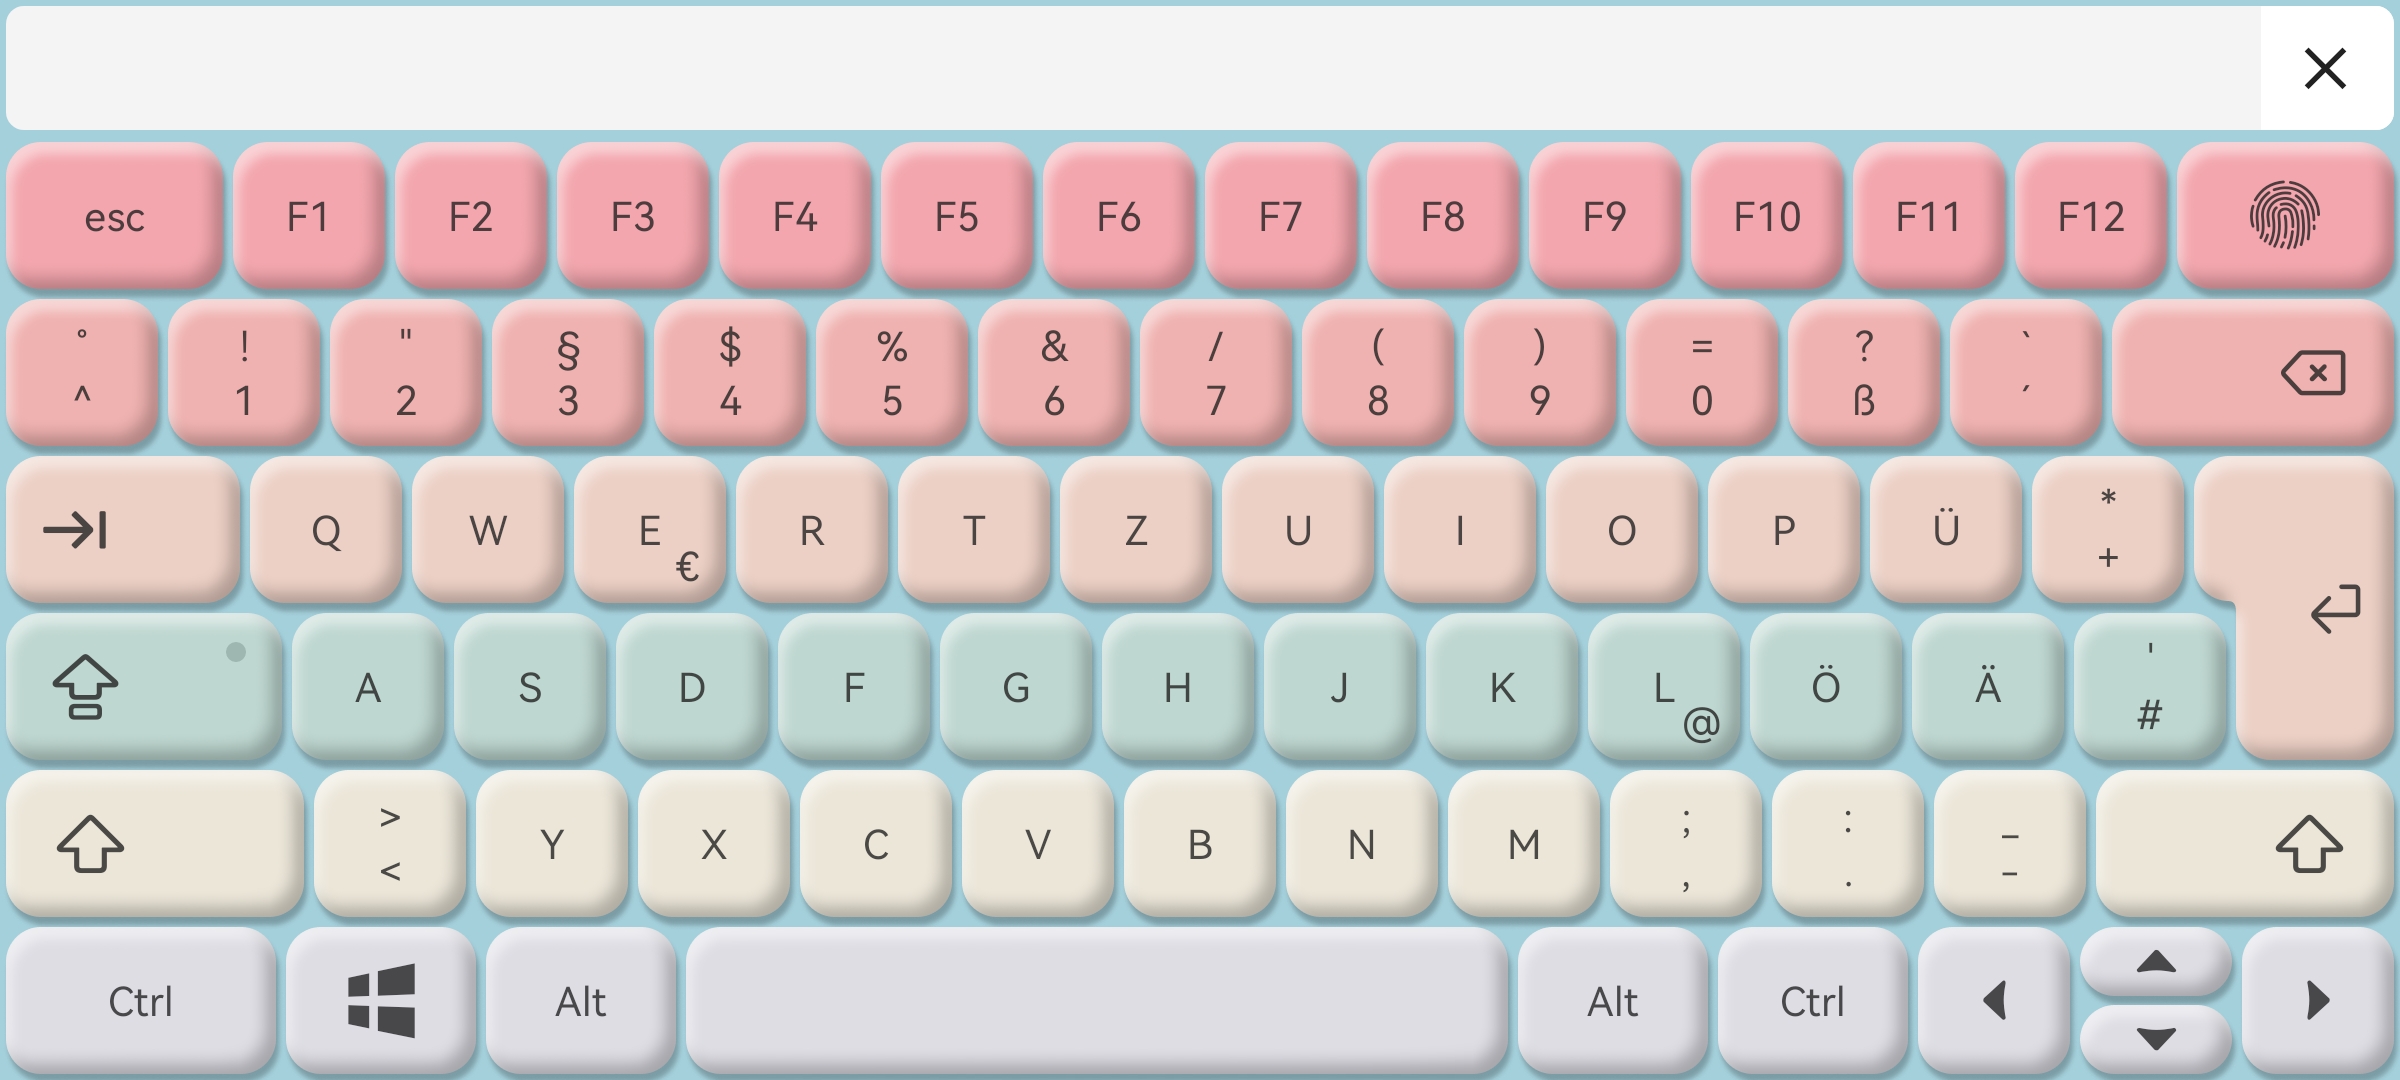 esc F1 F2 F3 F4 F5 F6 F7 F8 F9 F10 F11 F12
° ! " § $ % & / ( ) = ? `
^ 1 2 3 4 5 6 7 8 9 0 ß ´
Q W E € R T Z U I O P Ü * +
A S D F G H J K L @ Ö Ä ' #
> < Y X C V B N M ; , : . _ -
Ctrl Alt Alt Ctrl